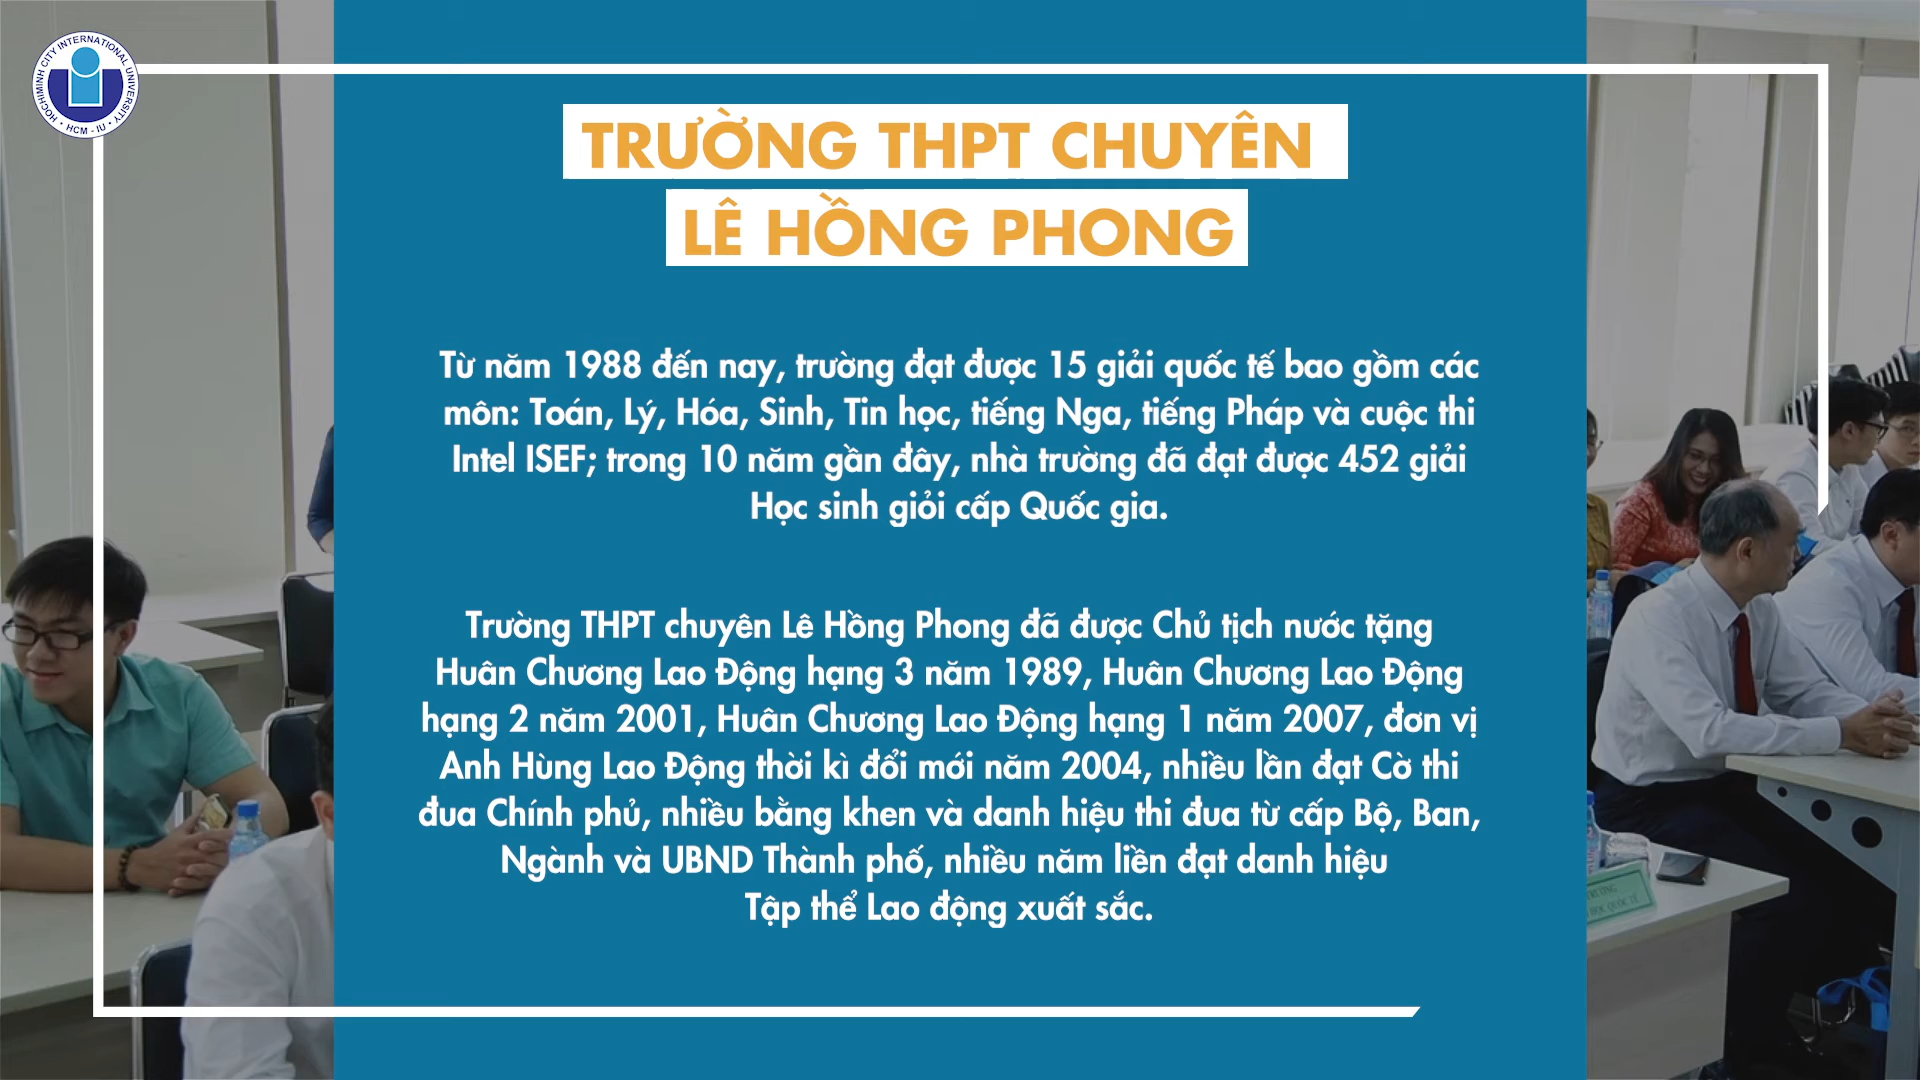 HOCHIMINH CITY INTERNATIONAL UNIVERSITY
HCM - IU
TRƯỜNG THPT CHUYÊN
LÊ HỒNG PHONG
Từ năm 1988 đến nay, trường đạt được 15 giải quốc tế bao gồm các
môn: Toán, Lý, Hóa, Sinh, Tin học, tiếng Nga, tiếng Pháp và cuộc thi
Intel ISEF; trong 10 năm gần đây, nhà trường đã đạt được 452 giải
Học sinh giỏi cấp Quốc gia.
Trường THPT chuyên Lê Hồng Phong đã được Chủ tịch nước tặng
Huân Chương Lao Động hạng 3 năm 1989, Huân Chương Lao Động
hạng 2 năm 2001, Huân Chương Lao Động hạng 1 năm 2007, đơn vị
Anh Hùng Lao Động thời kì đổi mới năm 2004, nhiều lần đạt Cờ thi
đua Chính phủ, nhiều bằng khen và danh hiệu thi đua từ cấp Bộ, Ban,
Ngành và UBND Thành phố, nhiều năm liền đạt danh hiệu
Tập thể Lao động xuất sắc.
HỌC QUỐC TẾ